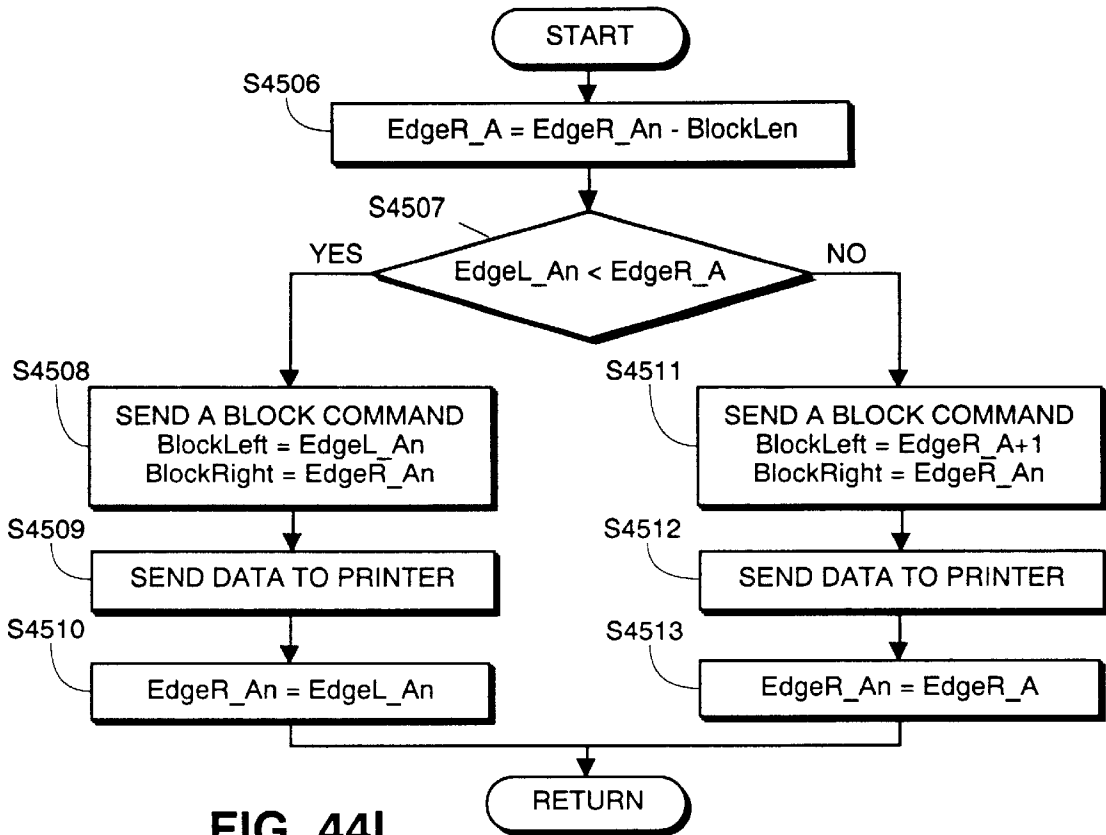 START
S4506
EdgeR_A = EdgeR_An - BlockLen
S4507
YES
NO
EdgeL_An < EdgeR_A
S4508
SEND A BLOCK COMMAND
BlockLeft = EdgeL_An
BlockRight = EdgeR_An
S4511
SEND A BLOCK COMMAND
BlockLeft = EdgeR_A+1
BlockRight = EdgeR_An
S4509
SEND DATA TO PRINTER
S4512
SEND DATA TO PRINTER
S4510
EdgeR_An = EdgeL_An
S4513
EdgeR_An = EdgeR_A
RETURN
FIG. 44I